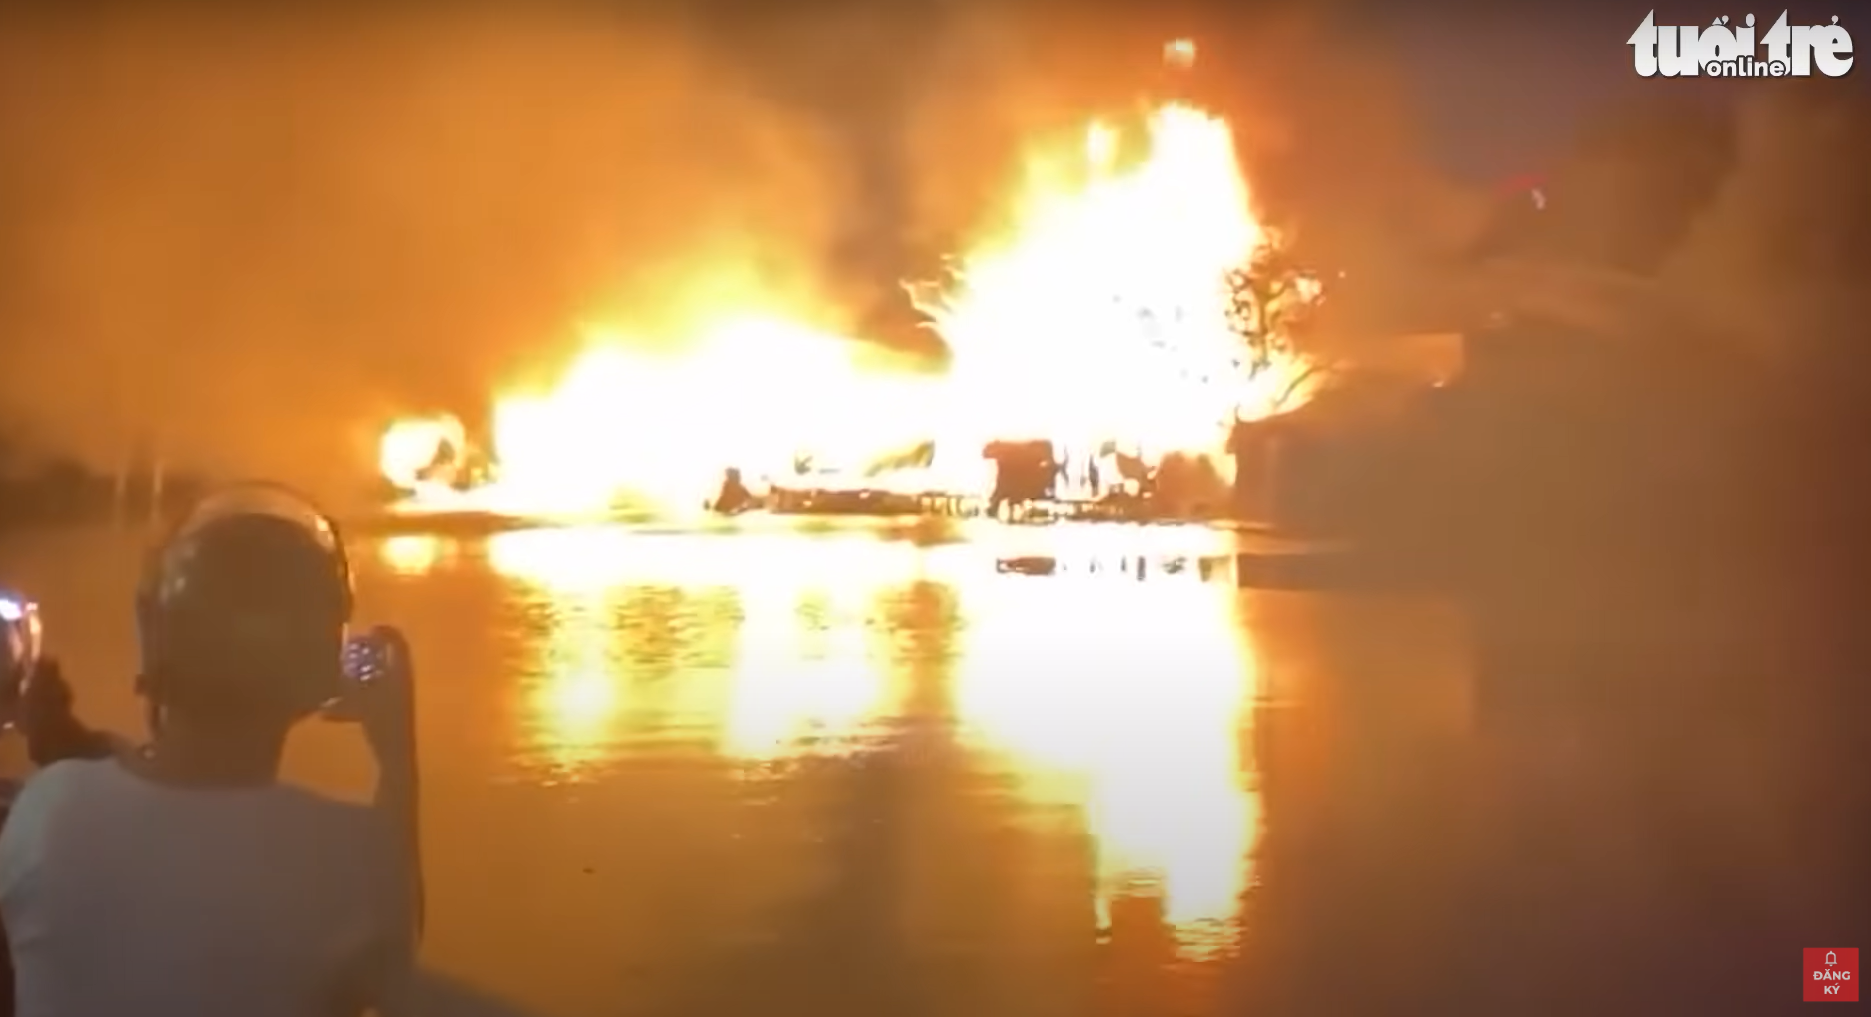 tuổi trẻ
online
ĐĂNG
KÝ